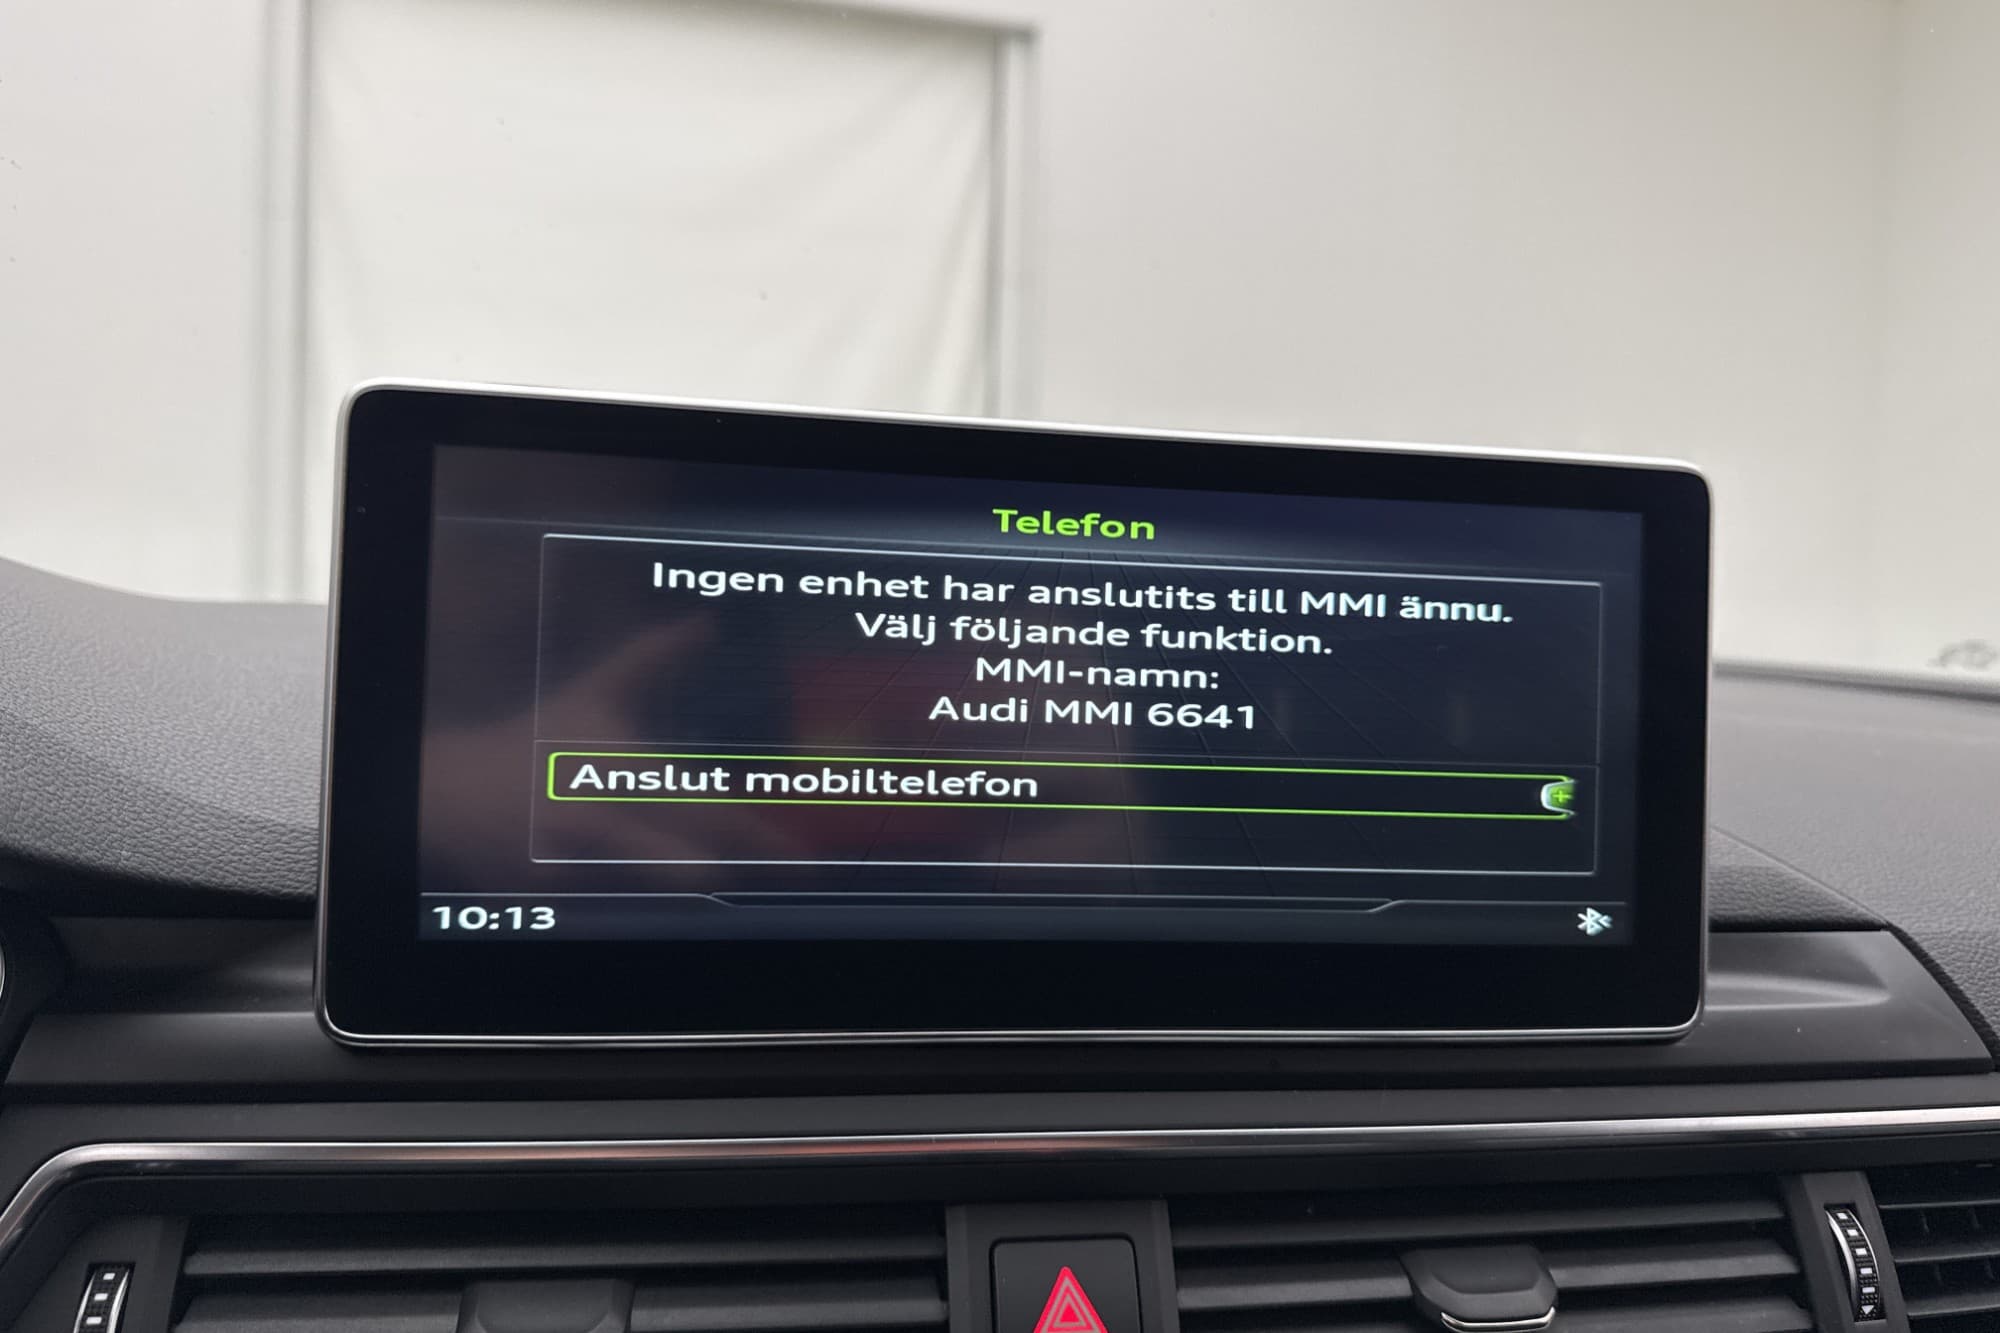 Telefon
Ingen enhet har anslutits till MMI ännu.
Välj följande funktion.
MMI-namn:
Audi MMI 6641
Anslut mobiltelefon
10:13